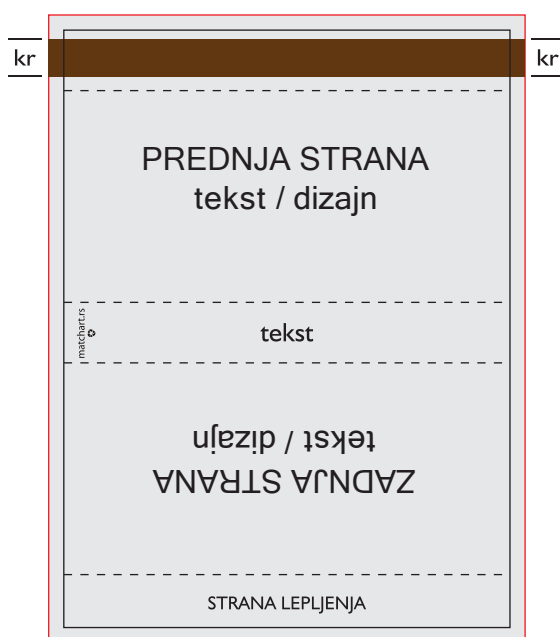 kr
kr
PREDNJA STRANA
tekst / dizajn
matchart.rs
tekst
ZADNJA STRANA
tekst / dizajn
STRANA LEPLJENJA